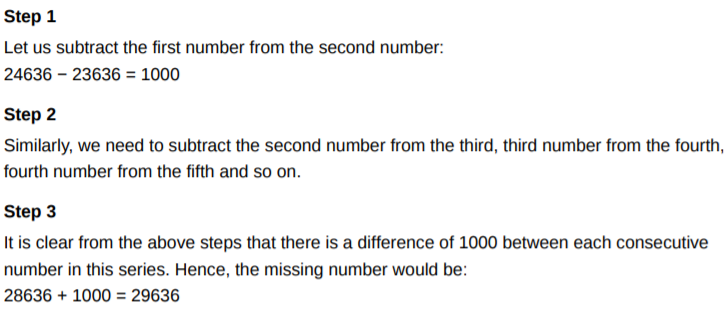 Step 1
Let us subtract the first number from the second number:
24636 − 23636 = 1000
Step 2
Similarly, we need to subtract the second number from the third, third number from the fourth,
fourth number from the fifth and so on.
Step 3
It is clear from the above steps that there is a difference of 1000 between each consecutive
number in this series. Hence, the missing number would be:
28636 + 1000 = 29636